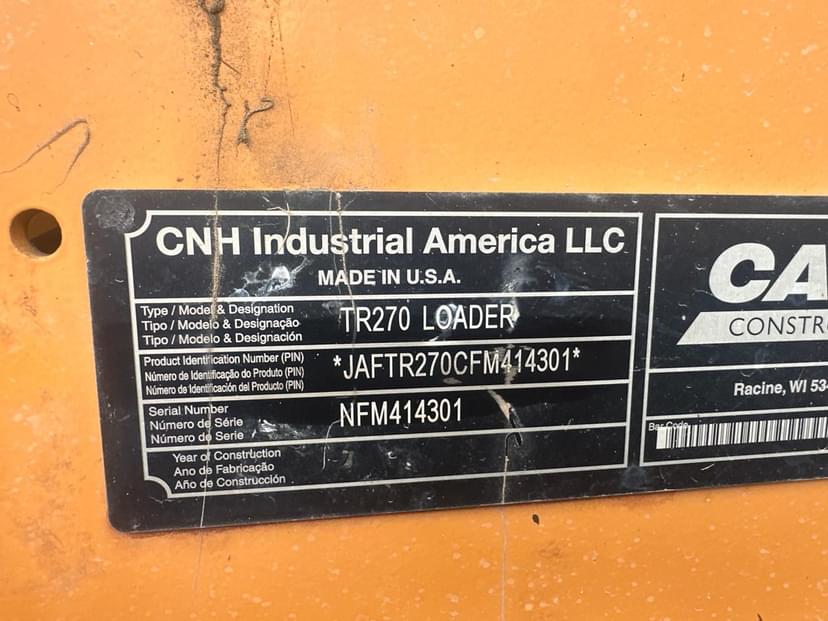 CNH Industrial America LLC
MADE IN U.S.A.
Type / Model & Designation
Tipo / Modelo & Designação
Tipo / Modelo & Designación
TR270 LOADER
Product Identification Number (PIN)
Número de Identificação do Produto (PIN)
Número de Identificación del Producto (PIN)
*JAFTR270CFM414301*
Serial Number
Número de Série
Número de Serie
NFM414301
Year of Construction
Ano de Fabricação
Año de Construcción
CA
CONSTR
Racine, WI 534
Bar Code